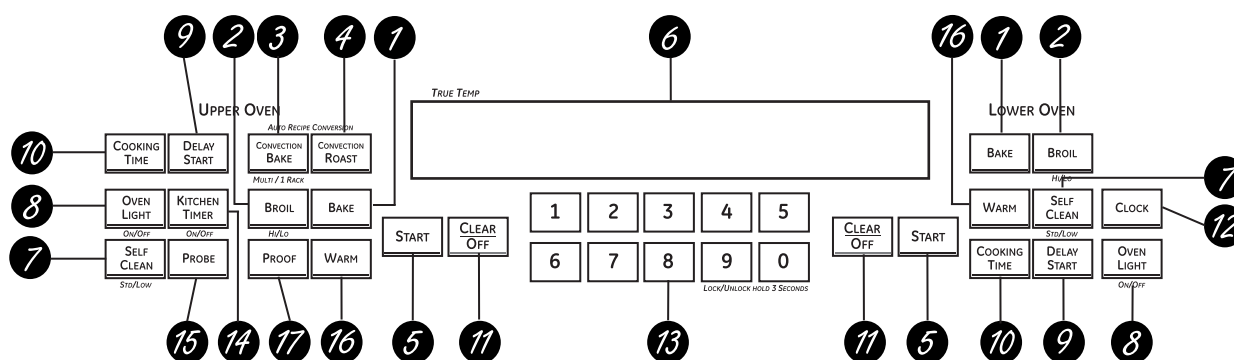 9 2 3 4 1 6 16 1 2
TRUE TEMP
UPPER OVEN
LOWER OVEN
AUTO RECIPE CONVERSION
10
COOKING TIME
DELAY START
CONVECTION BAKE
CONVECTION ROAST
BAKE
BROIL
MULTI / 1 RACK
HI/LO
7
8
OVEN LIGHT
KITCHEN TIMER
BROIL
BAKE
1 2 3 4 5
WARM
SELF CLEAN
CLOCK
12
ON/OFF
ON/OFF
HI/LO
START
CLEAR OFF
CLEAR OFF
START
STD/LOW
7
SELF CLEAN
PROBE
PROOF
WARM
6 7 8 9 0
COOKING TIME
DELAY START
OVEN LIGHT
STD/LOW
LOCK/UNLOCK HOLD 3 SECONDS
ON/OFF
15 14 17 16 5 11 13 11 5 10 9 8